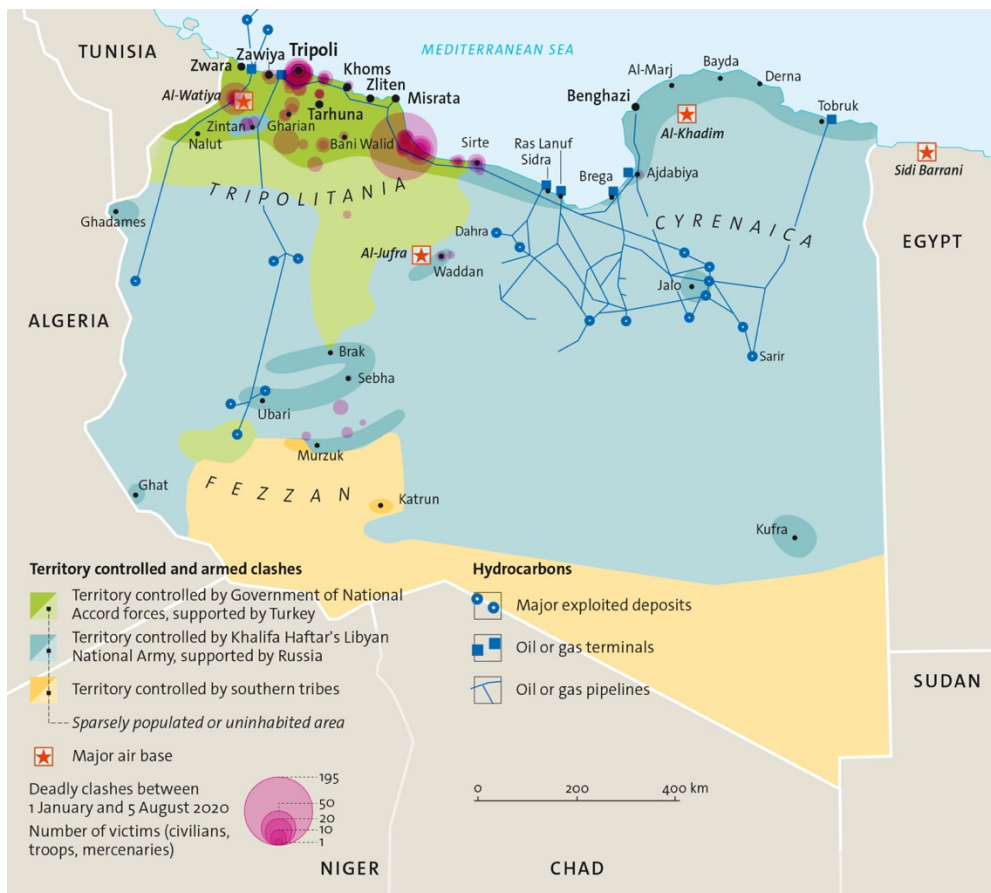 TUNISIA
MEDITERRANEAN SEA
Tripoli
Zawiya
Zwara
Khoms
Al-Watiya
Zliten
Misrata
Tarhuna
Zintan
Gharian
Nalut
Bani Walid
Sirte
Al-Marj
Bayda
Derna
Benghazi
Tobruk
Al-Khadim
Sidi Barrani
Ras Lanuf
Sidra
Brega
Ajdabiya
TRIPOLITANIA
CYRENAICA
Ghadames
Dahra
EGYPT
Al-Jufra
Waddan
Jalo
ALGERIA
Brak
Sebha
Sarir
Ubari
Murzuk
Ghat
FEZZAN
Katrun
Kufra
Territory controlled and armed clashes
Territory controlled by Government of National
Accord forces, supported by Turkey
Territory controlled by Khalifa Haftar's Libyan
National Army, supported by Russia
Territory controlled by southern tribes
Sparsely populated or uninhabited area
Major air base
Deadly clashes between
1 January and 5 August 2020
Number of victims (civilians,
troops, mercenaries)
195
50
20
10
1
Hydrocarbons
Major exploited deposits
Oil or gas terminals
Oil or gas pipelines
0 200 400 km
SUDAN
NIGER
CHAD